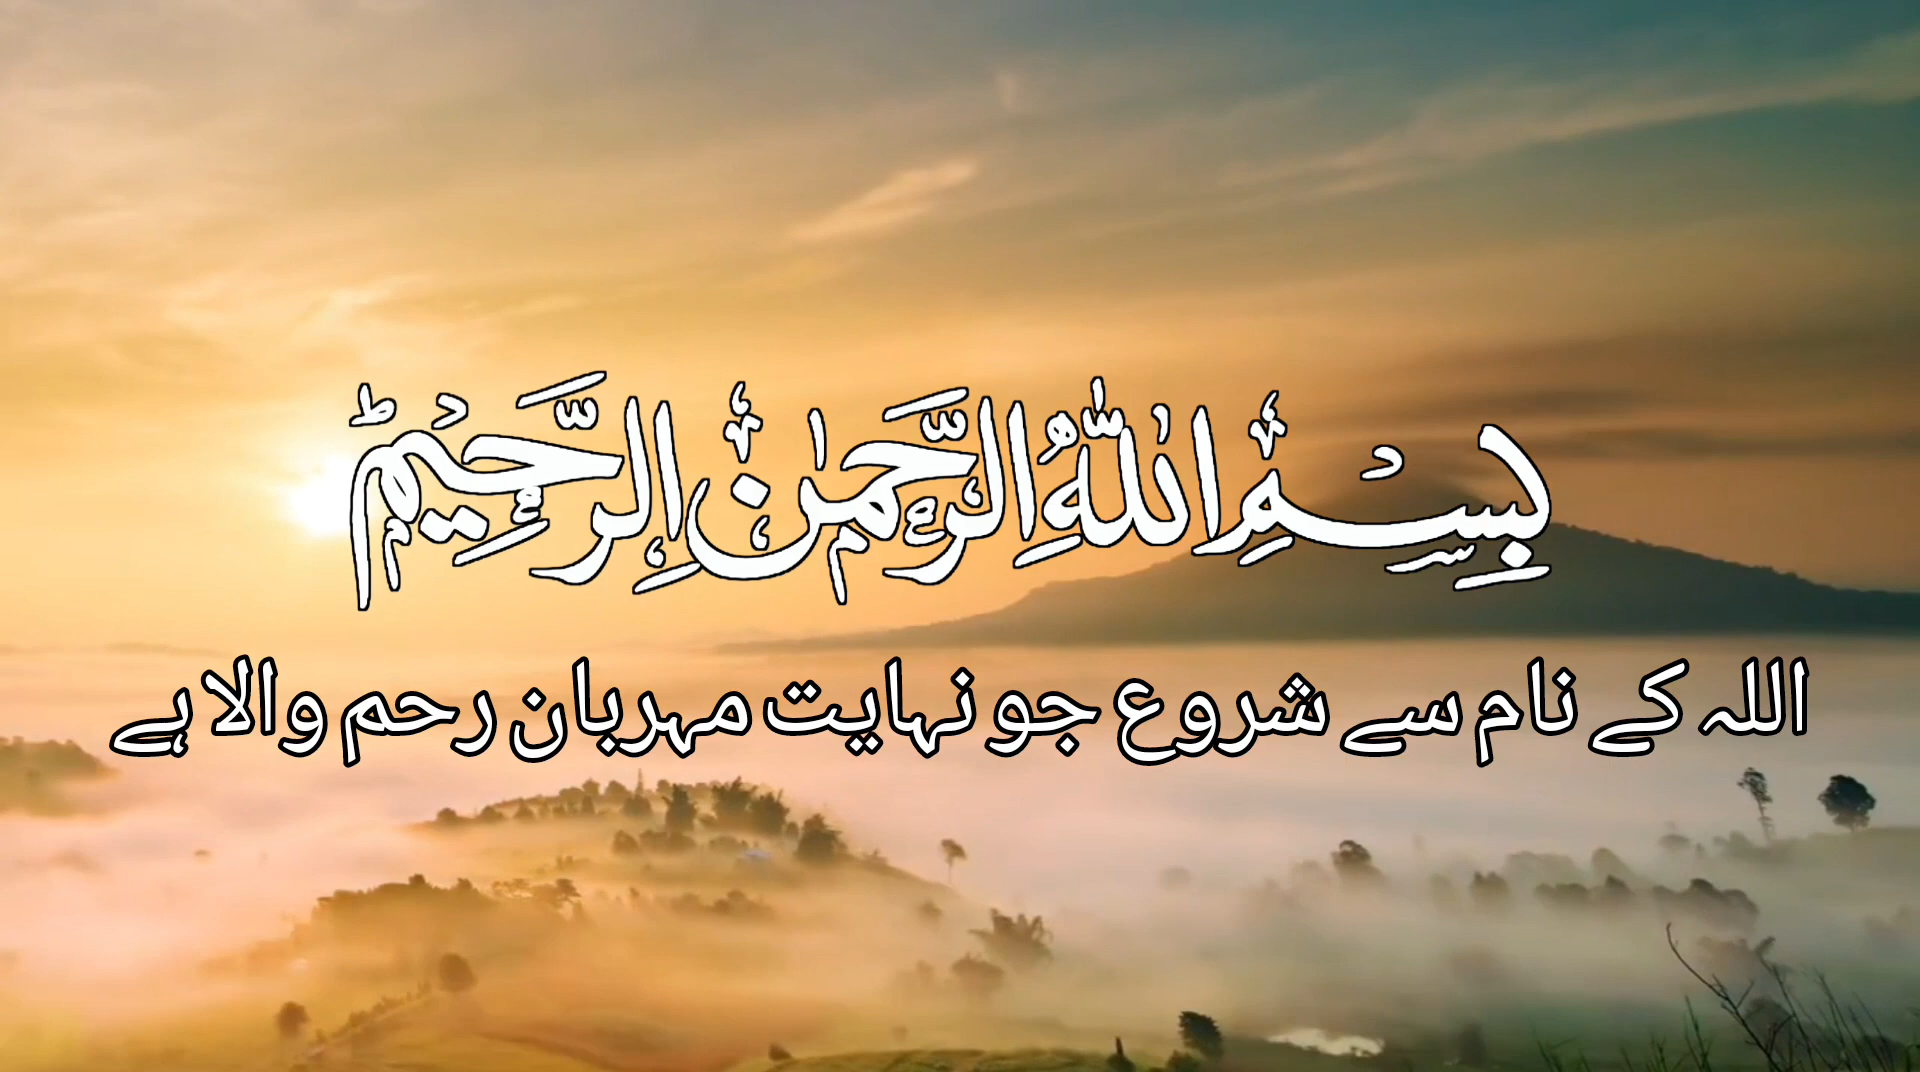 بِسْمِ اللّٰهِ الرَّحْمٰنِ الرَّحِيْمِ ط
اللہ کے نام سے شروع جو نہایت مہربان رحم والا ہے